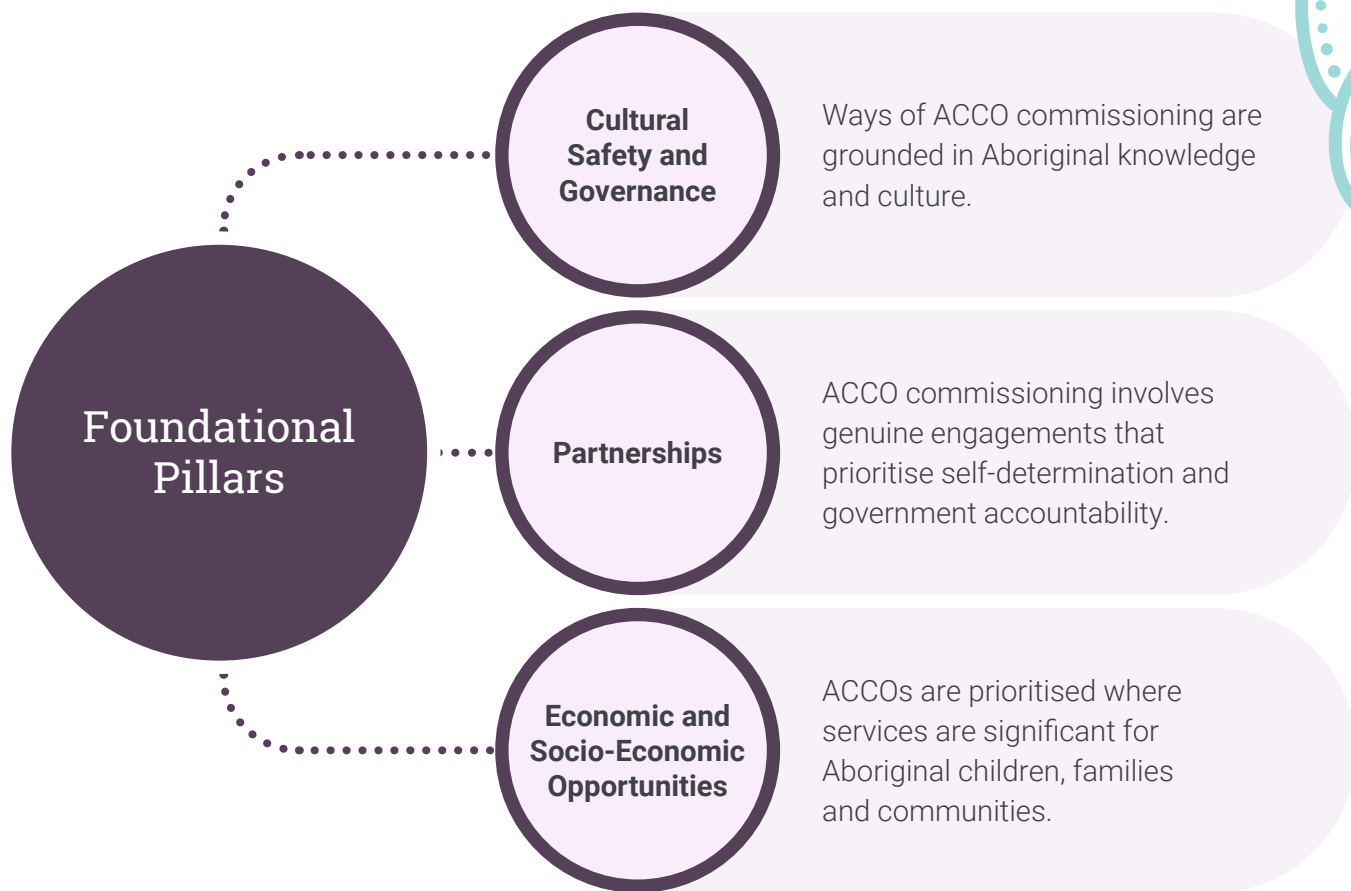 Foundational
Pillars
Cultural
Safety and
Governance
Ways of ACCO commissioning are
grounded in Aboriginal knowledge
and culture.
Partnerships
ACCO commissioning involves
genuine engagements that
prioritise self-determination and
government accountability.
Economic and
Socio-Economic
Opportunities
ACCOs are prioritised where
services are significant for
Aboriginal children, families
and communities.